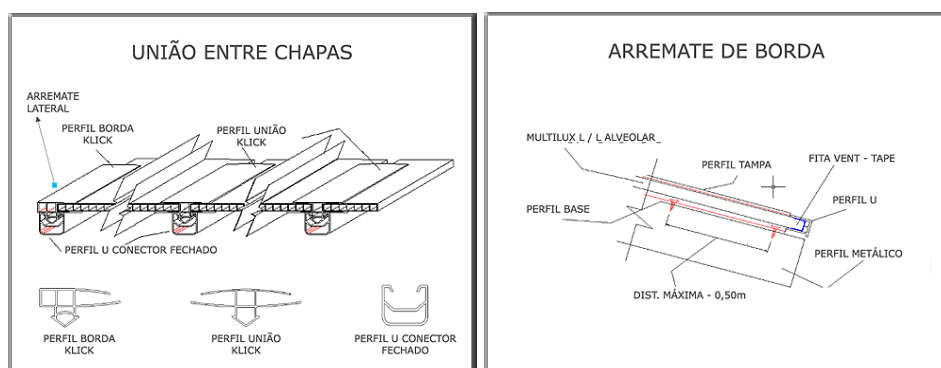 UNIÃO ENTRE CHAPAS
ARREMATE
LATERAL
PERFIL BORDA
KLICK
PERFIL UNIÃO
KLICK
PERFIL U CONECTOR FECHADO
PERFIL BORDA
KLICK
PERFIL UNIÃO
KLICK
PERFIL U CONECTOR
FECHADO
ARREMATE DE BORDA
MULTILUX L / L ALVEOLAR
PERFIL TAMPA
FITA VENT - TAPE
PERFIL BASE
PERFIL U
PERFIL METÁLICO
DIST. MÁXIMA - 0,50m